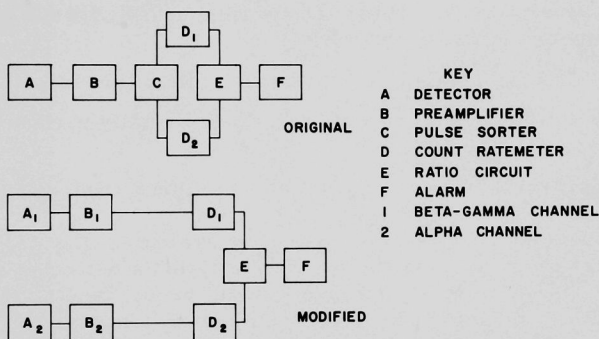 D1
A B C E F
D2
ORIGINAL
A1 B1 D1
E F
A2 B2 D2
MODIFIED
KEY
A DETECTOR
B PREAMPLIFIER
C PULSE SORTER
D COUNT RATEMETER
E RATIO CIRCUIT
F ALARM
1 BETA-GAMMA CHANNEL
2 ALPHA CHANNEL